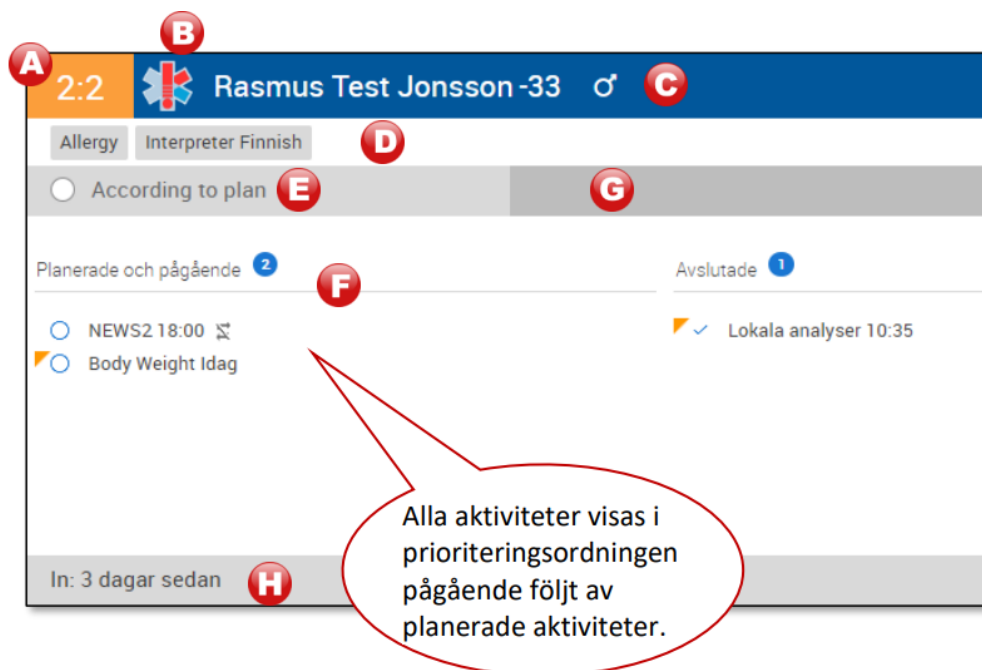 B
A
2:2 Rasmus Test Jonsson -33 ♂ C
Allergy Interpreter Finnish D
According to plan E G
Planerade och pågående 2 Avslutade 1
F
NEWS2 18:00 Lokala analyser 10:35
Body Weight Idag
Alla aktiviteter visas i
prioriteringsordningen
pågående följt av
planerade aktiviteter.
In: 3 dagar sedan H